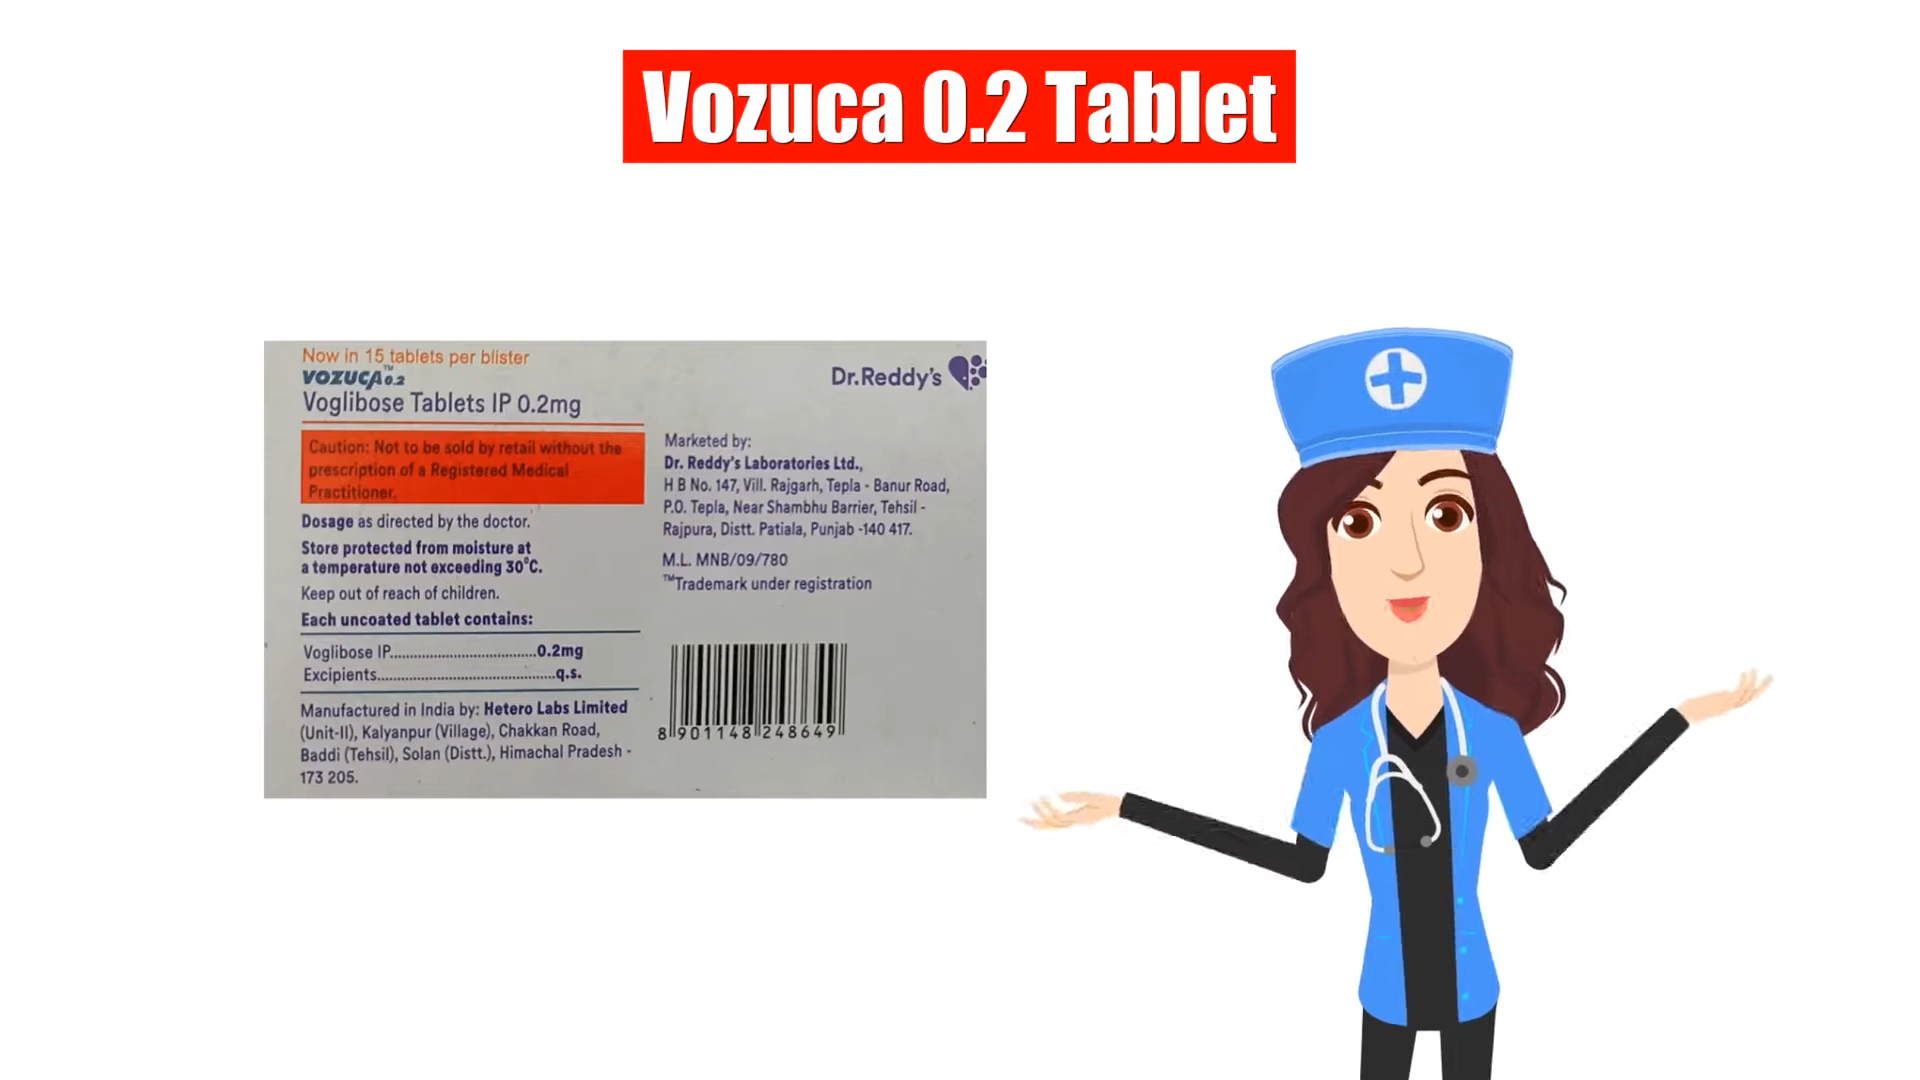 Vozuca 0.2 Tablet
Now in 15 tablets per blister
VOZUCA™ 0.2
Voglibose Tablets IP 0.2mg
Caution: Not to be sold by retail without the
prescription of a Registered Medical
Practitioner.
Dosage as directed by the doctor.
Store protected from moisture at
a temperature not exceeding 30°C.
Keep out of reach of children.
Each uncoated tablet contains:
Voglibose IP..................................0.2mg
Excipients..........................................q.s.
Manufactured in India by: Hetero Labs Limited
(Unit-II), Kalyanpur (Village), Chakkan Road,
Baddi (Tehsil), Solan (Distt.), Himachal Pradesh -
173 205.
Dr.Reddy's
Marketed by:
Dr. Reddy's Laboratories Ltd.,
H B No. 147, Vill. Rajgarh, Tepla - Banur Road,
P.O. Tepla, Near Shambhu Barrier, Tehsil -
Rajpura, Distt. Patiala, Punjab -140 417.
M.L. MNB/09/780
™Trademark under registration
8 901148 248649